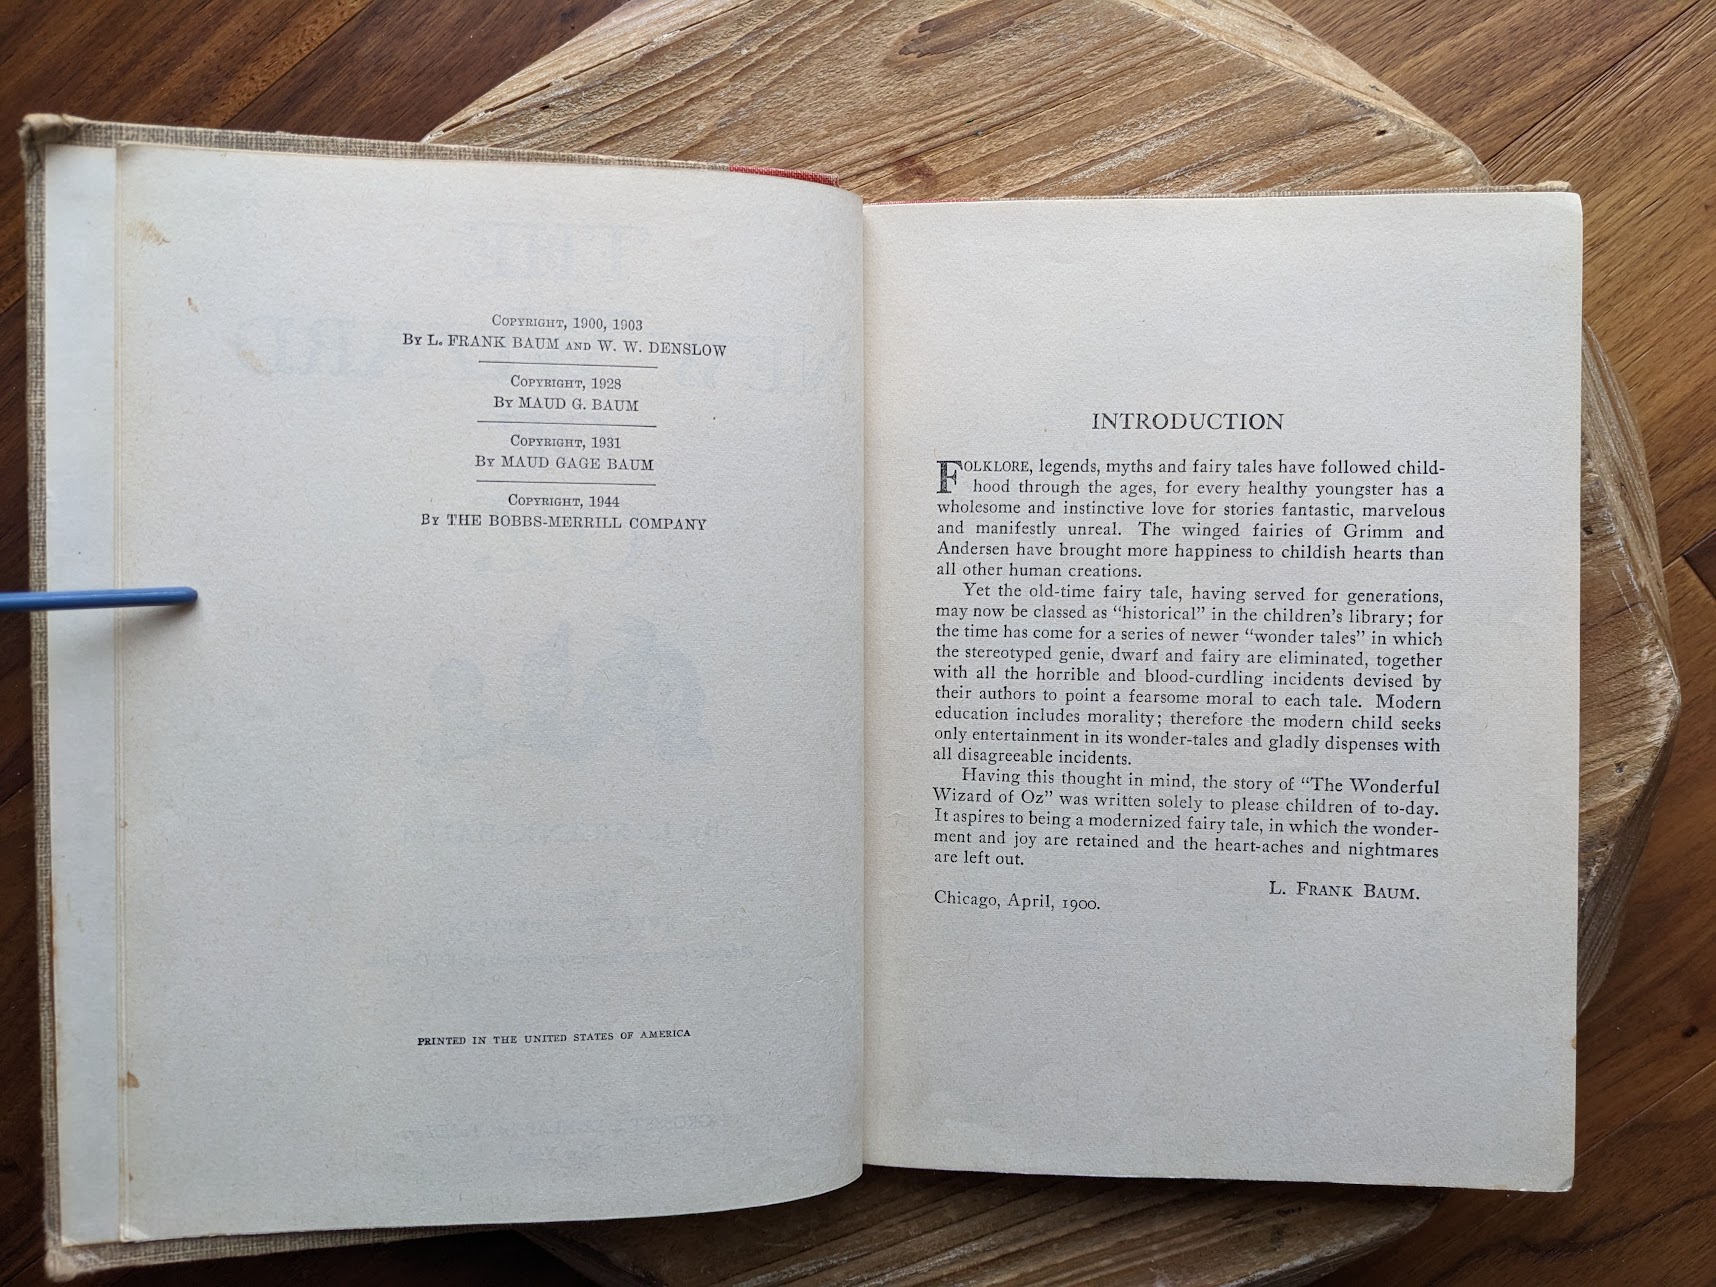 COPYRIGHT, 1900, 1903
BY L. FRANK BAUM AND W. W. DENSLOW
COPYRIGHT, 1928
BY MAUD G. BAUM
COPYRIGHT, 1931
BY MAUD GAGE BAUM
COPYRIGHT, 1944
BY THE BOBBS-MERRILL COMPANY
PRINTED IN THE UNITED STATES OF AMERICA
INTRODUCTION
FOLKLORE, legends, myths and fairy tales have followed child-
hood through the ages, for every healthy youngster has a
wholesome and instinctive love for stories fantastic, marvelous
and manifestly unreal. The winged fairies of Grimm and
Andersen have brought more happiness to childish hearts than
all other human creations.
Yet the old-time fairy tale, having served for generations,
may now be classed as "historical" in the children's library; for
the time has come for a series of newer "wonder tales" in which
the stereotyped genie, dwarf and fairy are eliminated, together
with all the horrible and blood-curdling incidents devised by
their authors to point a fearsome moral to each tale. Modern
education includes morality; therefore the modern child seeks
only entertainment in its wonder-tales and gladly dispenses with
all disagreeable incidents.
Having this thought in mind, the story of "The Wonderful
Wizard of Oz" was written solely to please children of to-day.
It aspires to being a modernized fairy tale, in which the wonder-
ment and joy are retained and the heart-aches and nightmares
are left out.
L. FRANK BAUM.
Chicago, April, 1900.